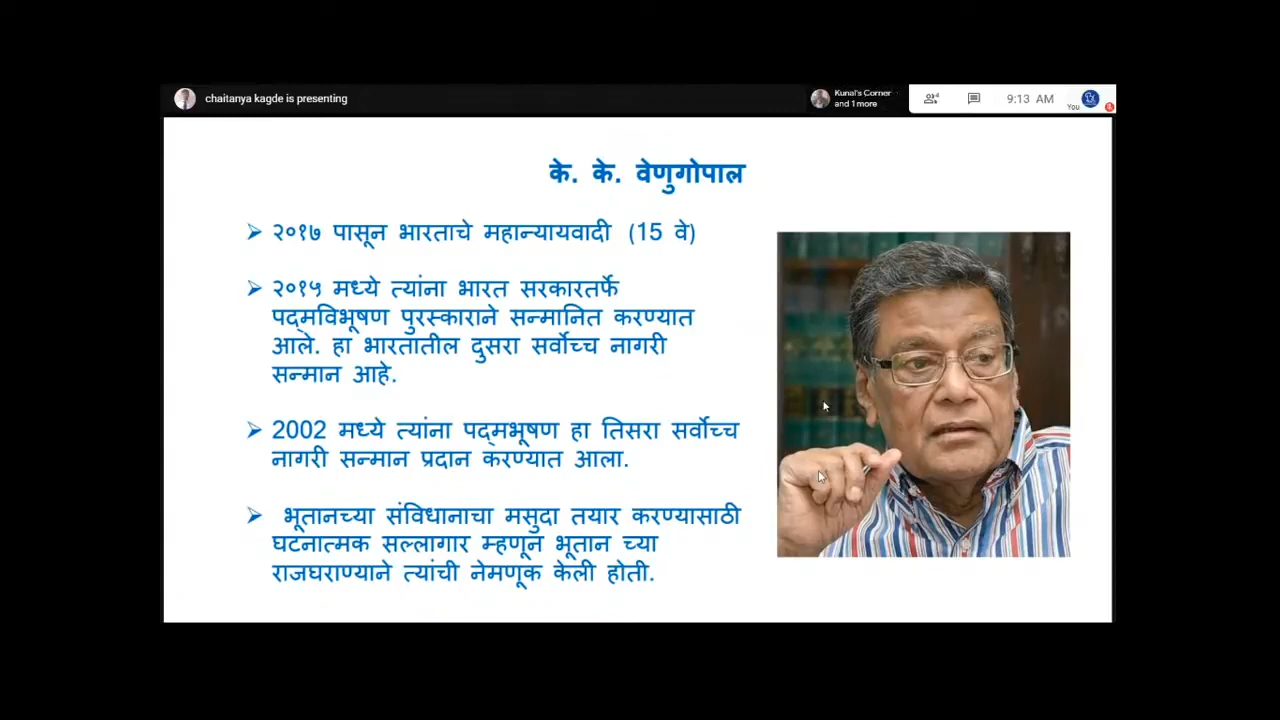 chaitanya kagde is presenting
Kunal's Corner
and 1 more
4
9:13 AM
You
के. के. वेणुगोपाल
➢ २०१७ पासून भारताचे महान्यायवादी (15 वे)
➢ २०१५ मध्ये त्यांना भारत सरकारतर्फे
पद्मविभूषण पुरस्काराने सन्मानित करण्यात
आले. हा भारतातील दुसरा सर्वोच्च नागरी
सन्मान आहे.
➢ 2002 मध्ये त्यांना पद्मभूषण हा तिसरा सर्वोच्च
नागरी सन्मान प्रदान करण्यात आला.
➢ भूतानच्या संविधानाचा मसुदा तयार करण्यासाठी
घटनात्मक सल्लागार म्हणून भूतान च्या
राजघराण्याने त्यांची नेमणूक केली होती.